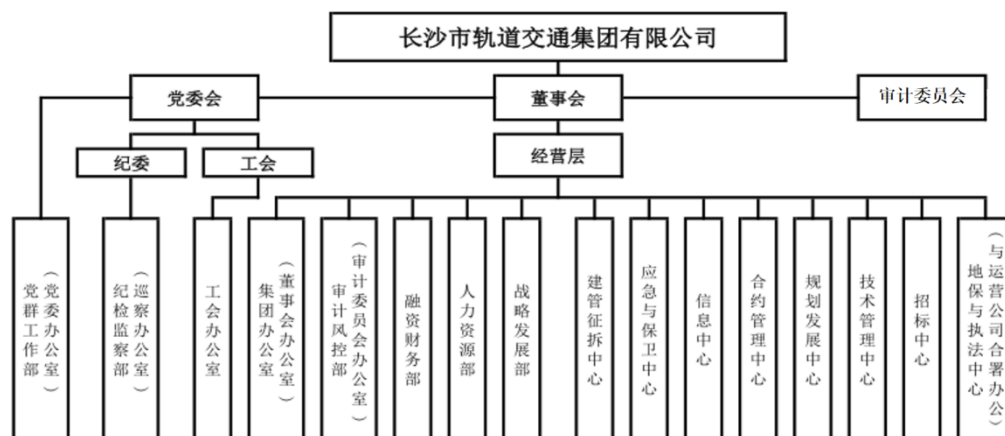 长沙市轨道交通集团有限公司
党委会
董事会
审计委员会
纪委
工会
经营层
党群工作部
（党委办公室）
纪检监察部
（巡察办公室）
工会办公室
集团办公室
（董事会办公室）
审计风控部
（审计委员会办公室）
融资财务部
人力资源部
战略发展部
建管征拆中心
应急与保卫中心
信息中心
合约管理中心
规划发展中心
技术管理中心
招标中心
地保与执法中心
（与运营公司合署办公）